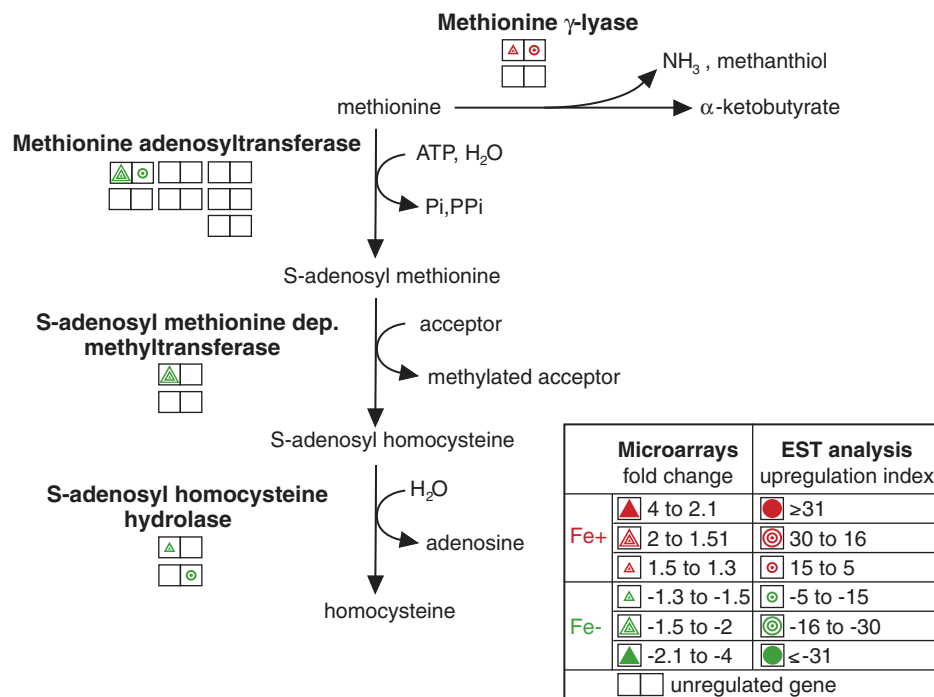 Methionine γ-lyase
NH3 , methanthiol
methionine
α-ketobutyrate
Methionine adenosyltransferase
ATP, H2O
Pi,PPi
S-adenosyl methionine
S-adenosyl methionine dep.
methyltransferase
acceptor
methylated acceptor
S-adenosyl homocysteine
S-adenosyl homocysteine
hydrolase
H2O
adenosine
homocysteine
Microarrays EST analysis
fold change upregulation index
Fe+
4 to 2.1 ≥31
2 to 1.51 30 to 16
1.5 to 1.3 15 to 5
Fe-
-1.3 to -1.5 -5 to -15
-1.5 to -2 -16 to -30
-2.1 to -4 ≤-31
unregulated gene